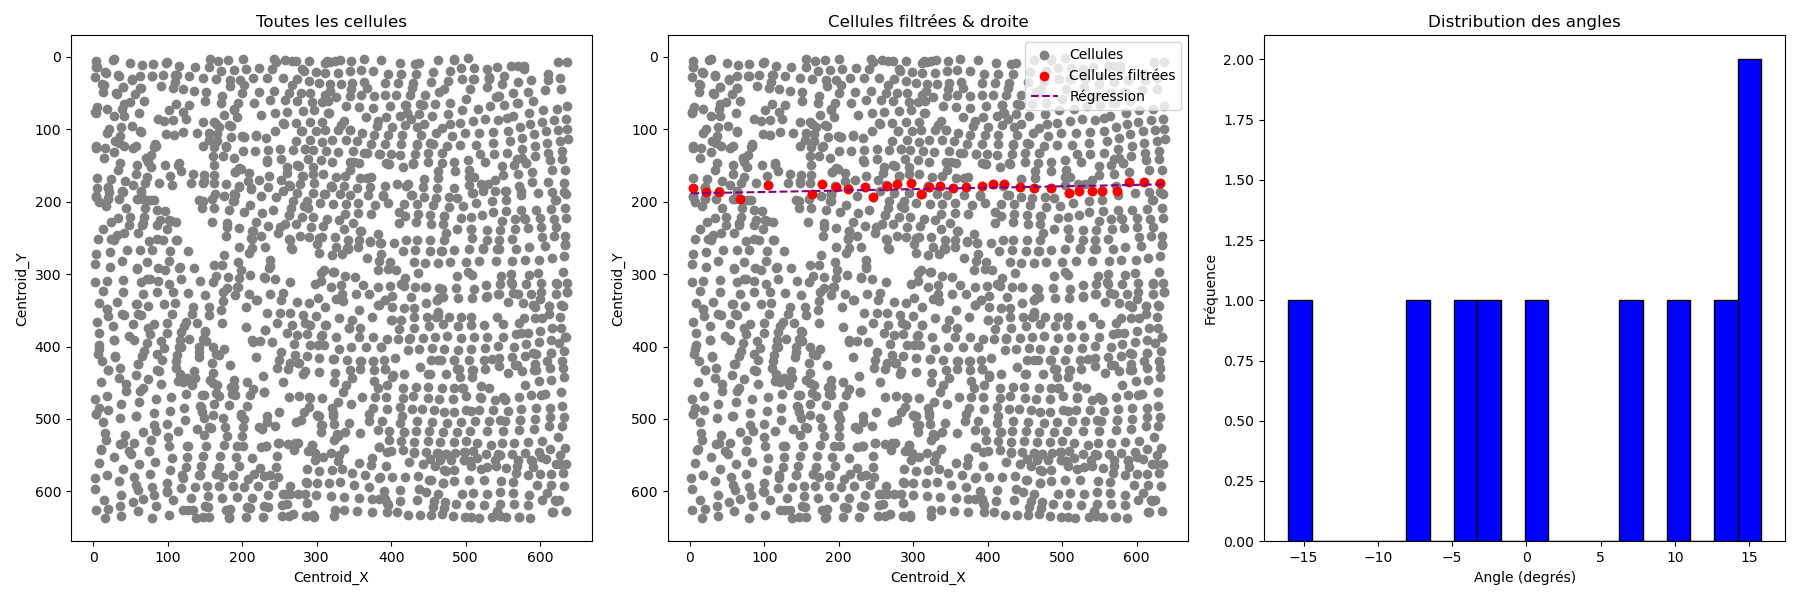 Toutes les cellules
Centroid_Y
0
100
200
300
400
500
600
0 100 200 300 400 500 600
Centroid_X
Cellules filtrées & droite
Cellules
Cellules filtrées
Régression
Centroid_Y
0
100
200
300
400
500
600
0 100 200 300 400 500 600
Centroid_X
Distribution des angles
Fréquence
2.00
1.75
1.50
1.25
1.00
0.75
0.50
0.25
0.00
−15 −10 −5 0 5 10 15
Angle (degrés)